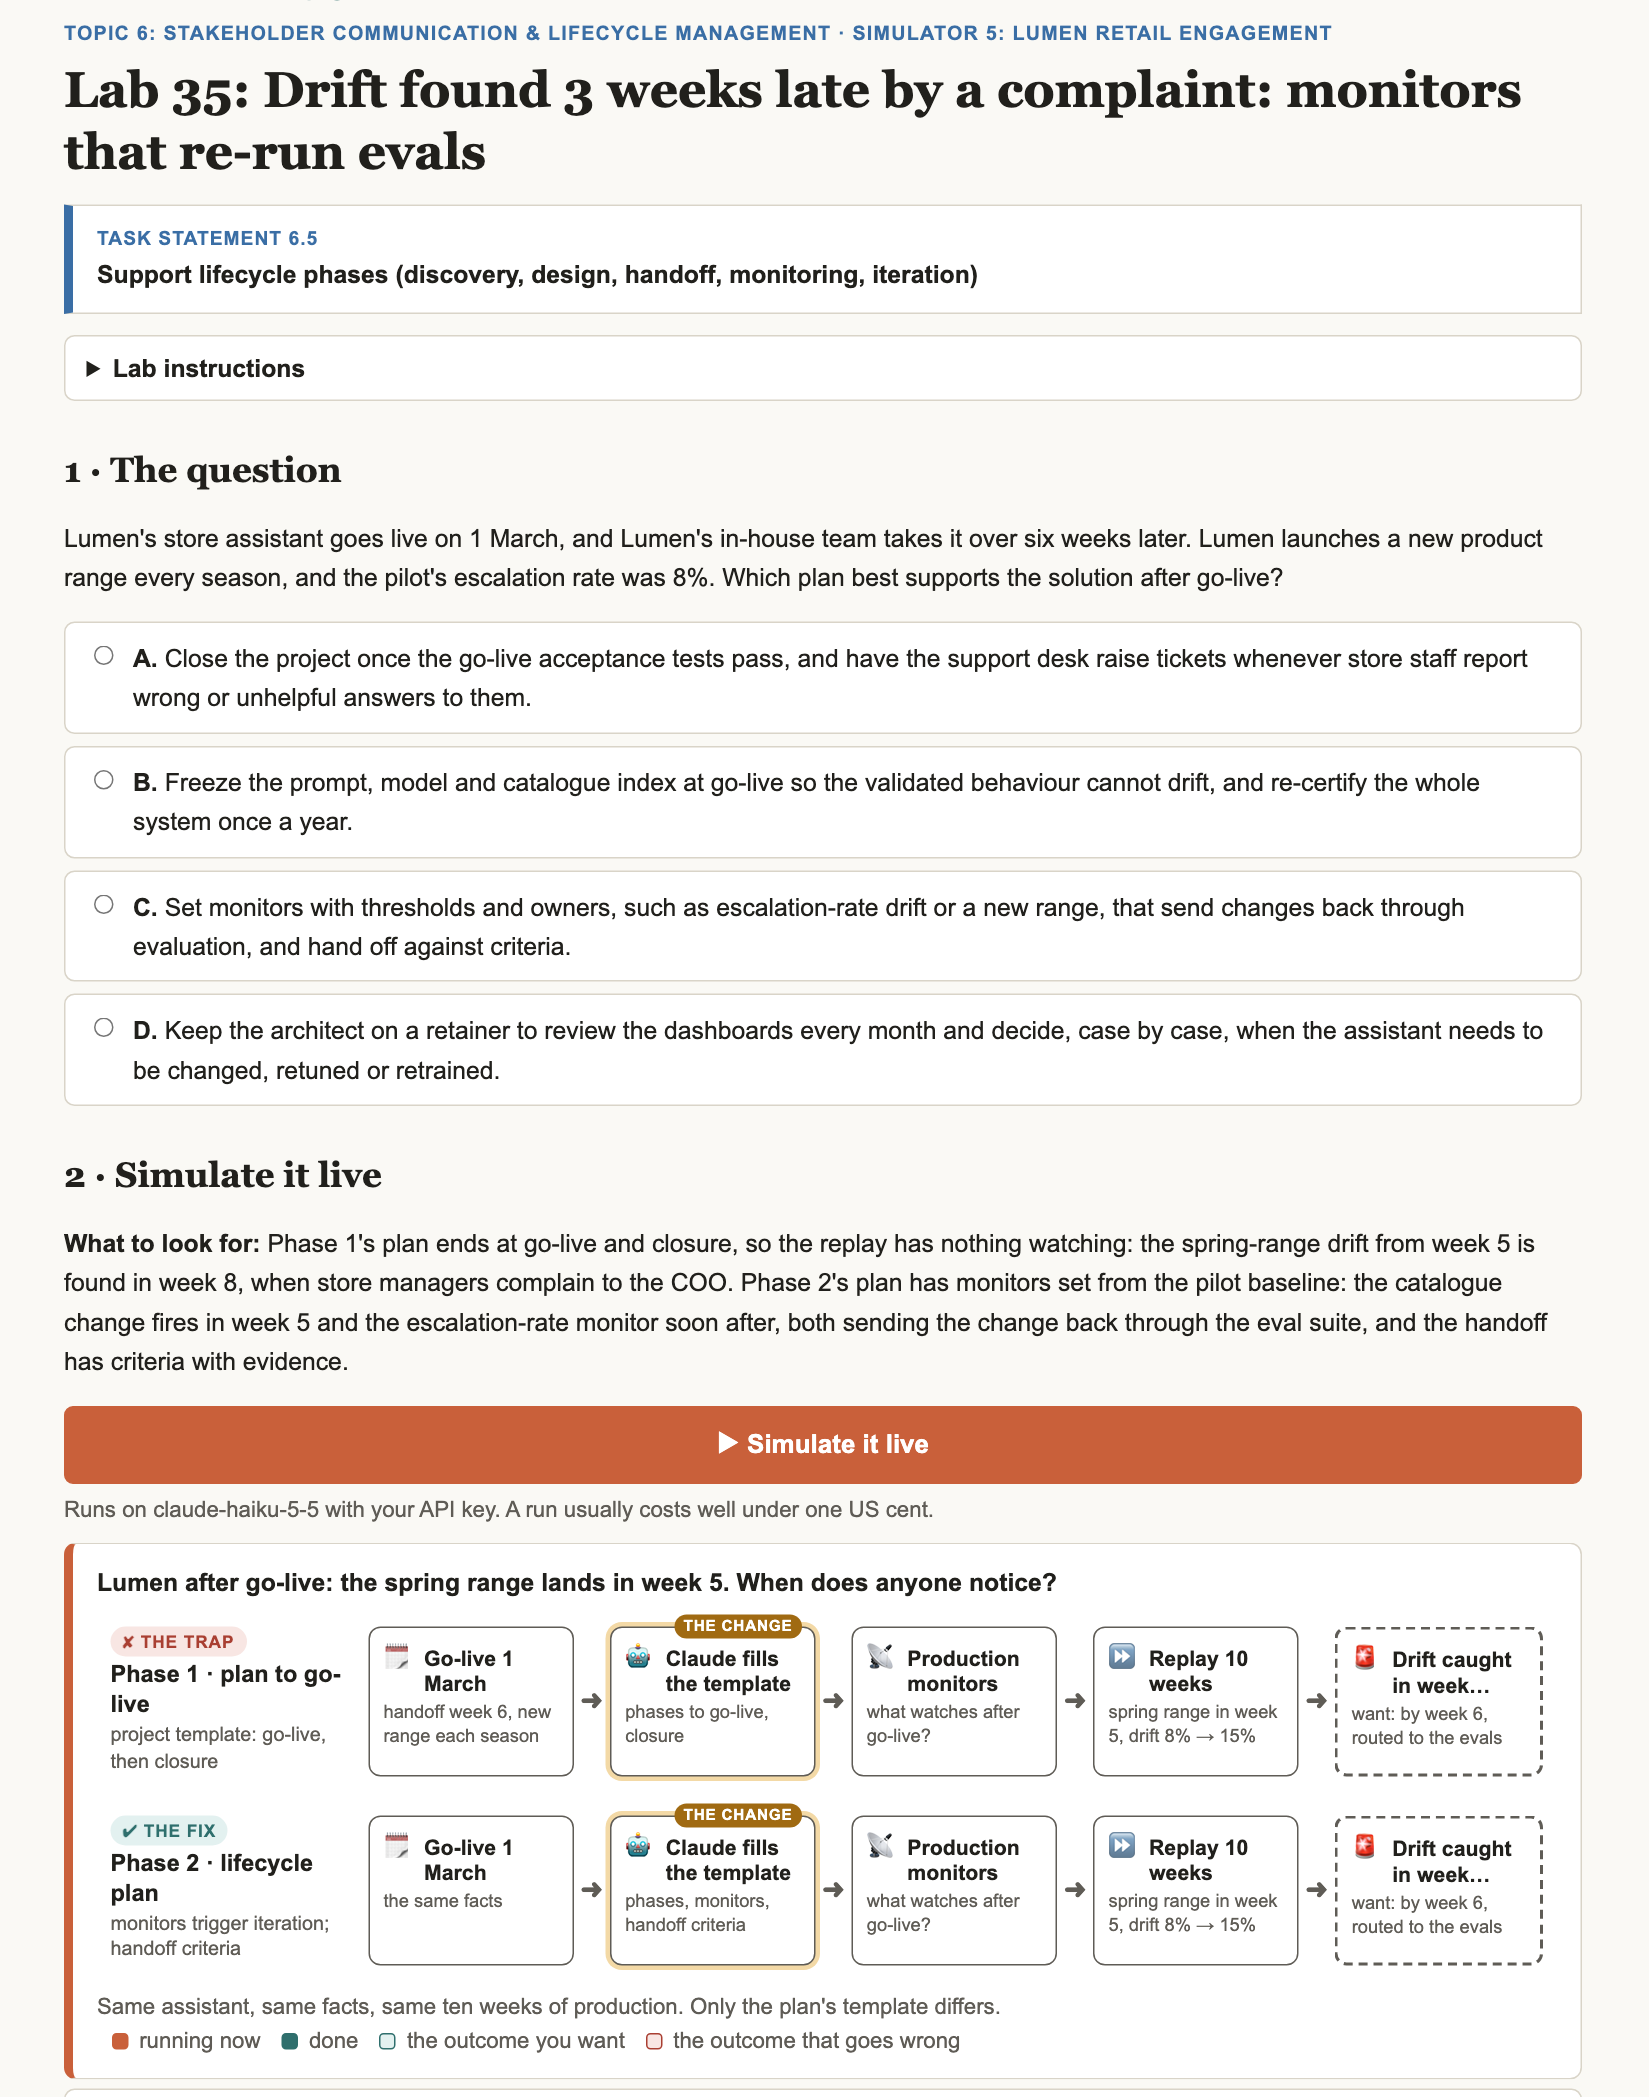 TOPIC 6: STAKEHOLDER COMMUNICATION & LIFECYCLE MANAGEMENT · SIMULATOR 5: LUMEN RETAIL ENGAGEMENT
Lab 35: Drift found 3 weeks late by a complaint: monitors
that re-run evals
TASK STATEMENT 6.5
Support lifecycle phases (discovery, design, handoff, monitoring, iteration)
▶ Lab instructions
1 · The question
Lumen's store assistant goes live on 1 March, and Lumen's in-house team takes it over six weeks later. Lumen launches a new product
range every season, and the pilot's escalation rate was 8%. Which plan best supports the solution after go-live?
A. Close the project once the go-live acceptance tests pass, and have the support desk raise tickets whenever store staff report
wrong or unhelpful answers to them.
B. Freeze the prompt, model and catalogue index at go-live so the validated behaviour cannot drift, and re-certify the whole
system once a year.
C. Set monitors with thresholds and owners, such as escalation-rate drift or a new range, that send changes back through
evaluation, and hand off against criteria.
D. Keep the architect on a retainer to review the dashboards every month and decide, case by case, when the assistant needs to
be changed, retuned or retrained.
2 · Simulate it live
What to look for: Phase 1's plan ends at go-live and closure, so the replay has nothing watching: the spring-range drift from week 5 is
found in week 8, when store managers complain to the COO. Phase 2's plan has monitors set from the pilot baseline: the catalogue
change fires in week 5 and the escalation-rate monitor soon after, both sending the change back through the eval suite, and the handoff
has criteria with evidence.
▶ Simulate it live
Runs on claude-haiku-5-5 with your API key. A run usually costs well under one US cent.
Lumen after go-live: the spring range lands in week 5. When does anyone notice?
✘ THE TRAP
Phase 1 · plan to go-
live
project template: go-live,
then closure
Go-live 1
March
handoff week 6, new
range each season
➜
THE CHANGE
Claude fills
the template
phases to go-live,
closure
➜
Production
monitors
what watches after
go-live?
➜
Replay 10
weeks
spring range in week
5, drift 8% → 15%
➜
Drift caught
in week...
want: by week 6,
routed to the evals
✔ THE FIX
Phase 2 · lifecycle
plan
monitors trigger iteration;
handoff criteria
Go-live 1
March
the same facts
➜
THE CHANGE
Claude fills
the template
phases, monitors,
handoff criteria
➜
Production
monitors
what watches after
go-live?
➜
Replay 10
weeks
spring range in week
5, drift 8% → 15%
➜
Drift caught
in week...
want: by week 6,
routed to the evals
Same assistant, same facts, same ten weeks of production. Only the plan's template differs.
running now done the outcome you want the outcome that goes wrong